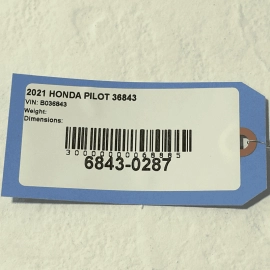 2021 HONDA PILOT 36843
VIN: B036843
Weight:
Dimensions:
6843-0287